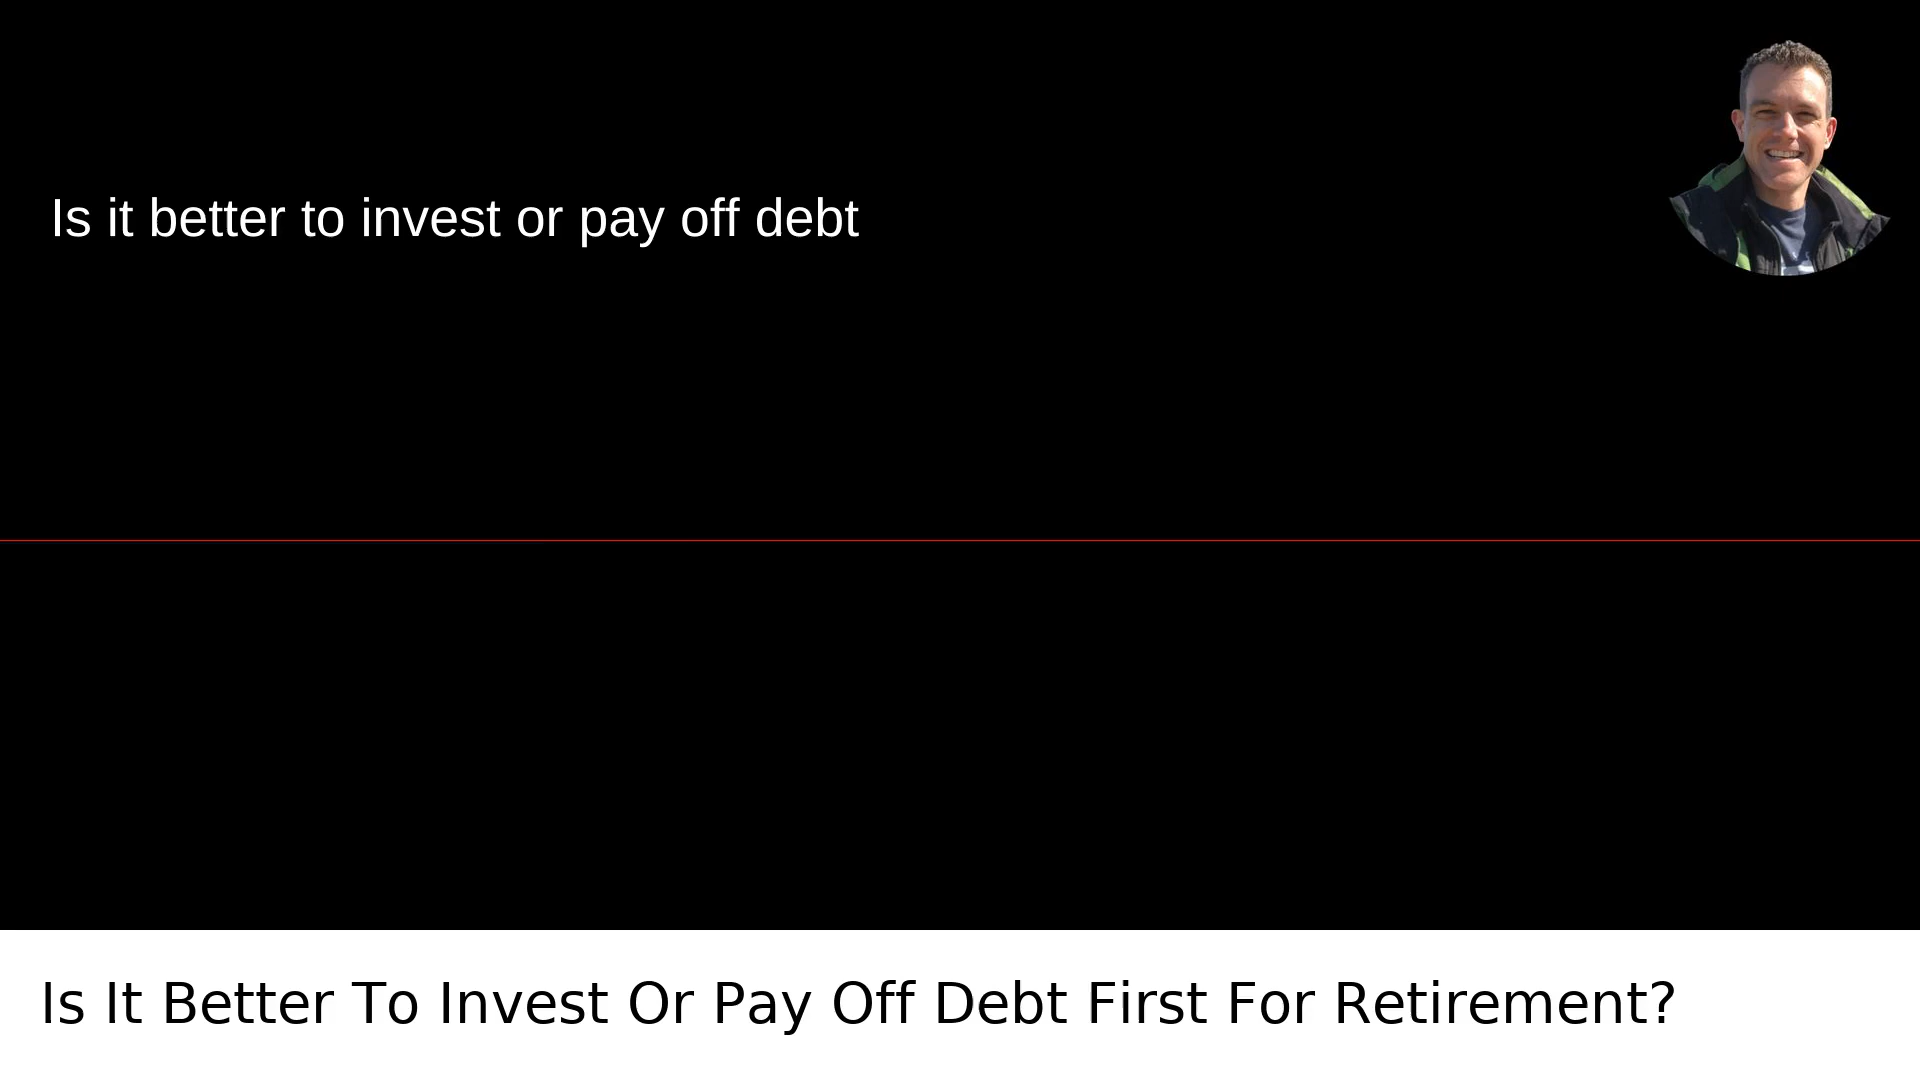 Is it better to invest or pay off debt
Is It Better To Invest Or Pay Off Debt First For Retirement?